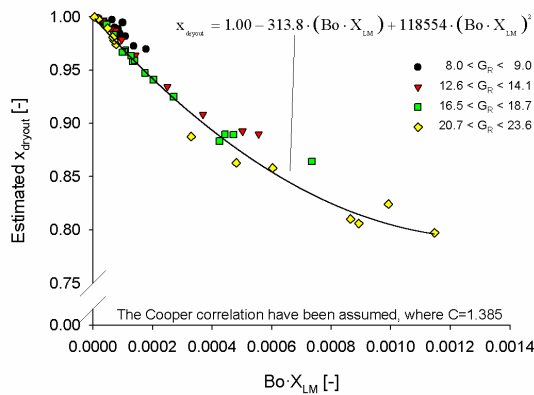 x_dryout = 1.00 − 313.8 · (Bo · X_LM) + 118554 · (Bo · X_LM)²
8.0 < G_R < 9.0
12.6 < G_R < 14.1
16.5 < G_R < 18.7
20.7 < G_R < 23.6
Estimated x_dryout [-]
1.00
0.95
0.90
0.85
0.80
0.75
0.00
The Cooper correlation have been assumed, where C=1.385
0.0000 0.0002 0.0004 0.0006 0.0008 0.0010 0.0012 0.0014
Bo·X_LM [-]